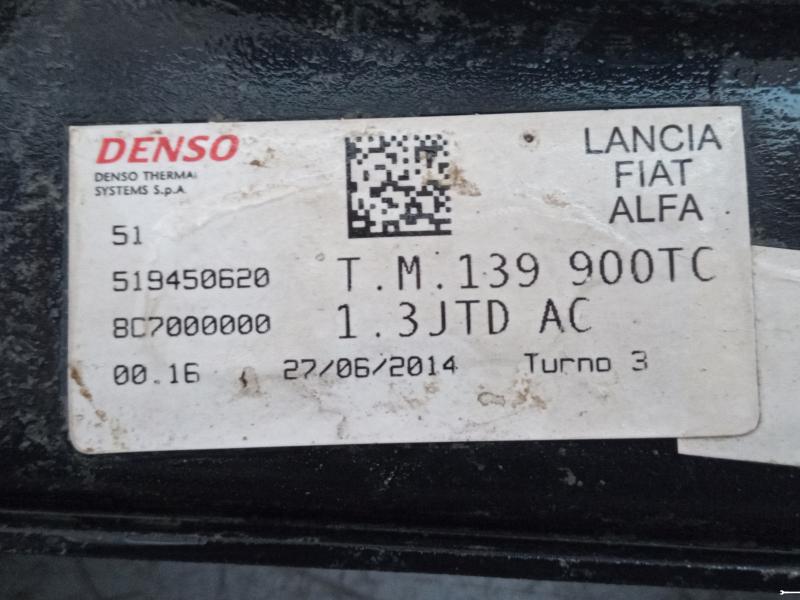 DENSO
DENSO THERMAL
SYSTEMS S.p.A.
LANCIA
FIAT
ALFA
51
519450620
T.M.139 900TC
8C7000000
1.3JTD AC
00.16
27/06/2014
Turno 3